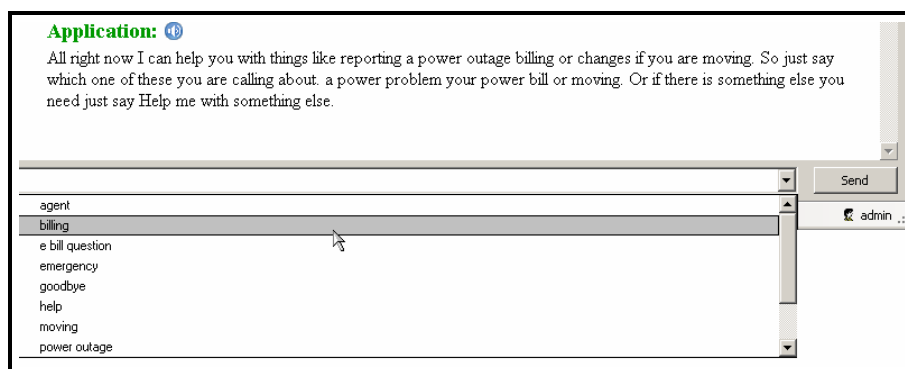 Application:
All right now I can help you with things like reporting a power outage billing or changes if you are moving. So just say
which one of these you are calling about. a power problem your power bill or moving. Or if there is something else you
need just say Help me with something else.
Send
agent
admin
billing
e bill question
emergency
goodbye
help
moving
power outage